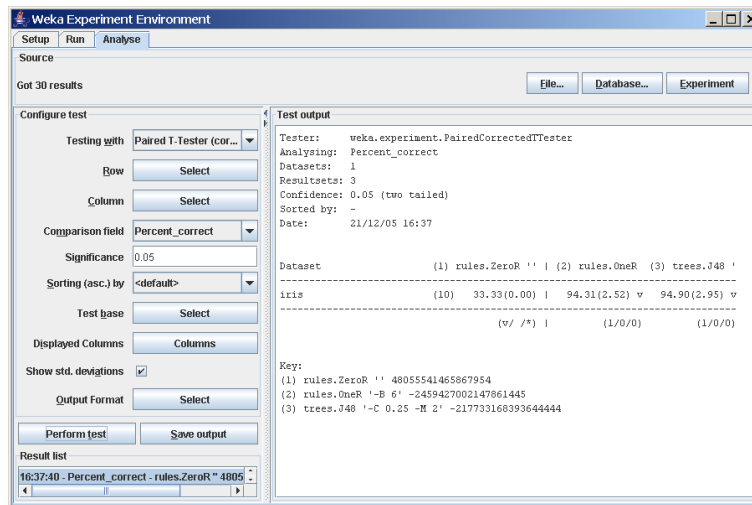 Weka Experiment Environment
Setup Run Analyse
Source
Got 30 results File... Database... Experiment
Configure test
Testing with Paired T-Tester (cor...
Row Select
Column Select
Comparison field Percent_correct
Significance 0.05
Sorting (asc.) by <default>
Test base Select
Displayed Columns Columns
Show std. deviations
Output Format Select
Perform test Save output
Result list
16:37:40 - Percent_correct - rules.ZeroR '' 4805
Test output
Tester: weka.experiment.PairedCorrectedTTester
Analysing: Percent_correct
Datasets: 1
Resultsets: 3
Confidence: 0.05 (two tailed)
Sorted by: -
Date: 21/12/05 16:37
Dataset (1) rules.ZeroR '' | (2) rules.OneR (3) trees.J48 '
----------------------------------------------------------------
iris (10) 33.33(0.00) | 94.31(2.52) v 94.90(2.95) v
----------------------------------------------------------------
(v/ /*) | (1/0/0) (1/0/0)
Key:
(1) rules.ZeroR '' 48055541465867954
(2) rules.OneR '-B 6' -2459427002147861445
(3) trees.J48 '-C 0.25 -M 2' -217733168393644444